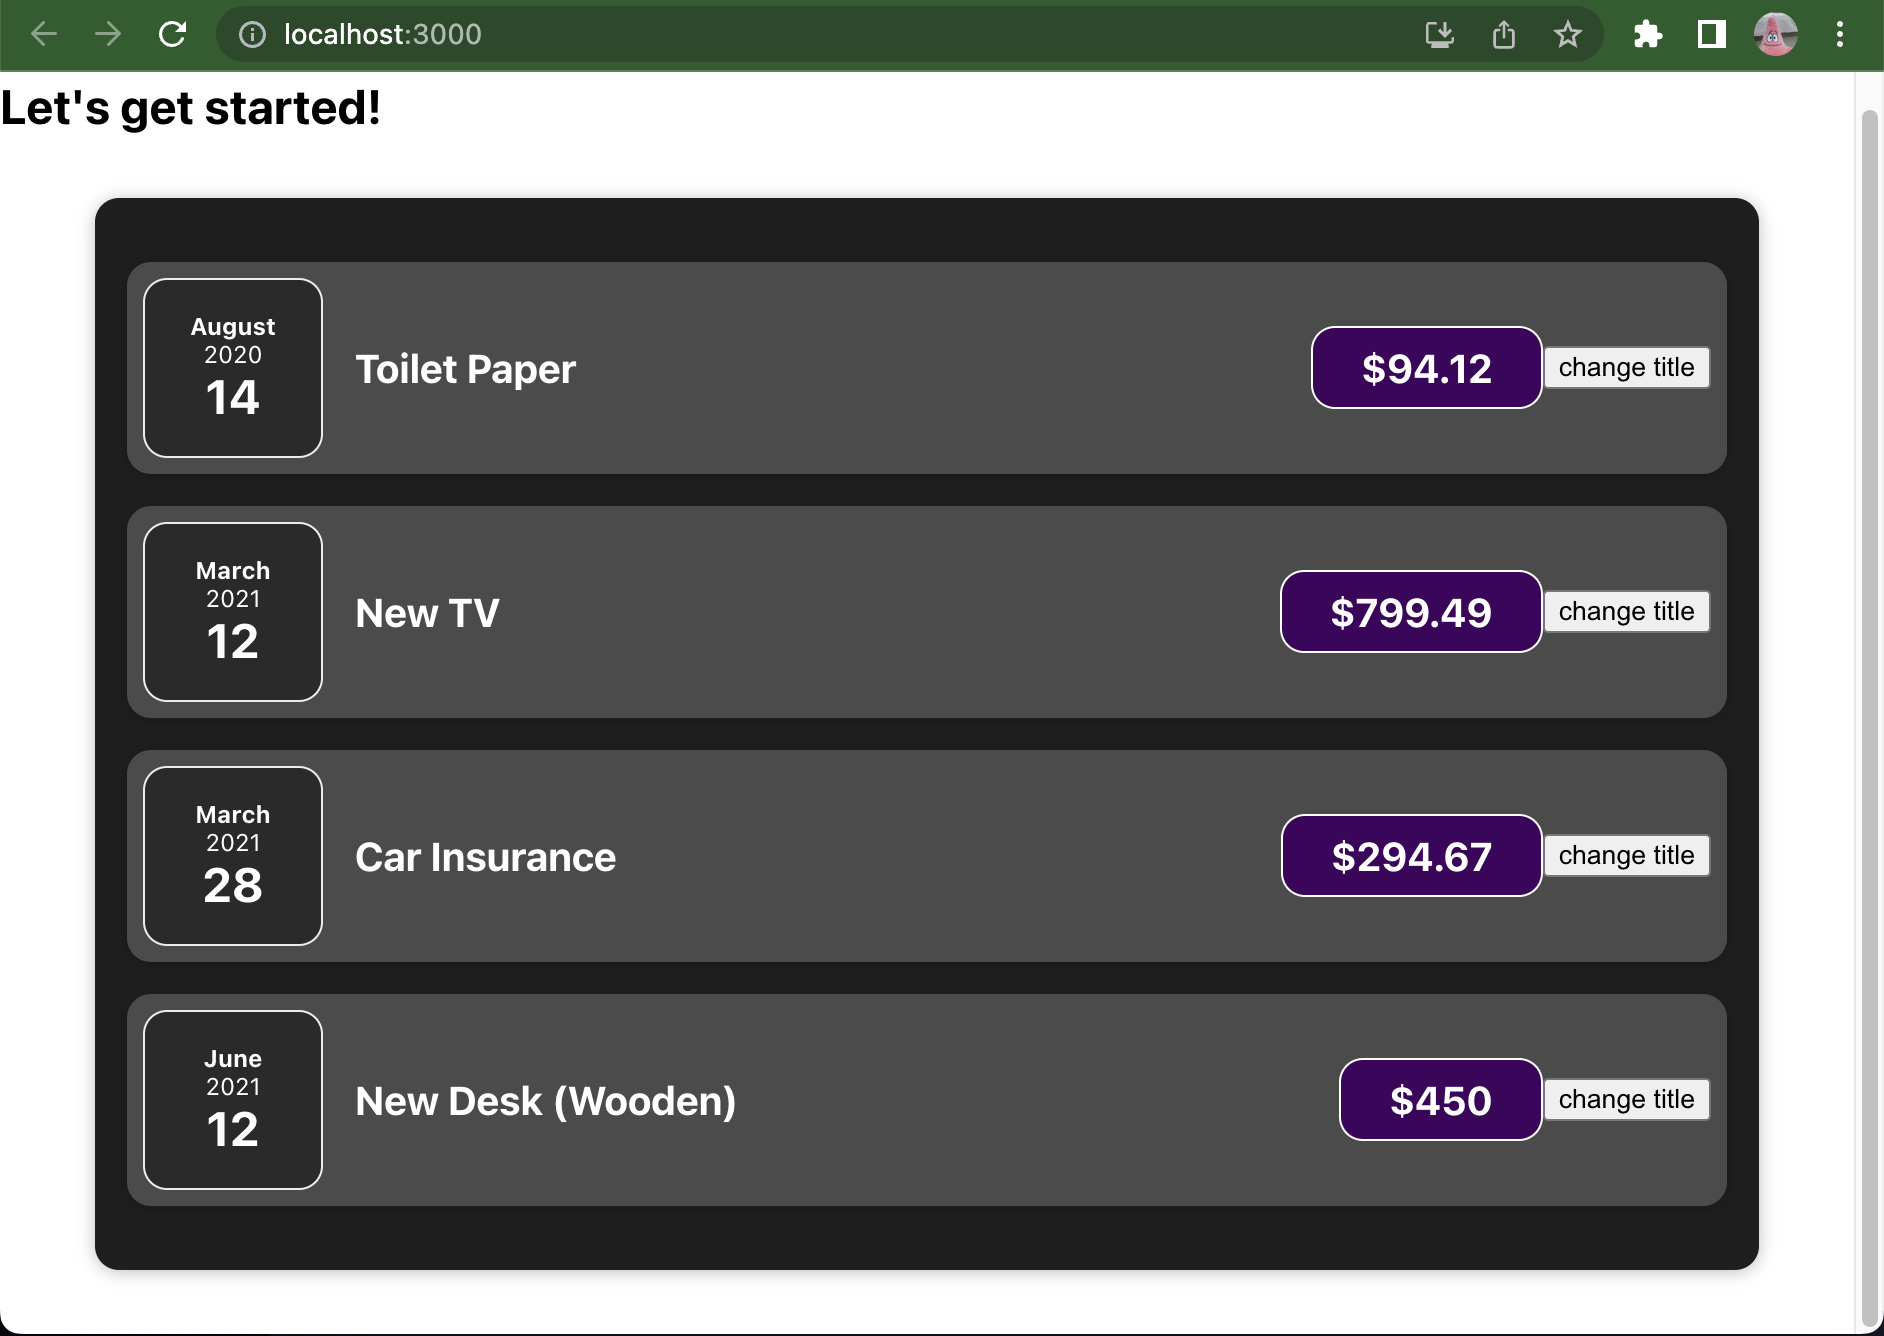 localhost:3000
Let's get started!
August
2020
14
Toilet Paper
$94.12
change title
March
2021
12
New TV
$799.49
change title
March
2021
28
Car Insurance
$294.67
change title
June
2021
12
New Desk (Wooden)
$450
change title